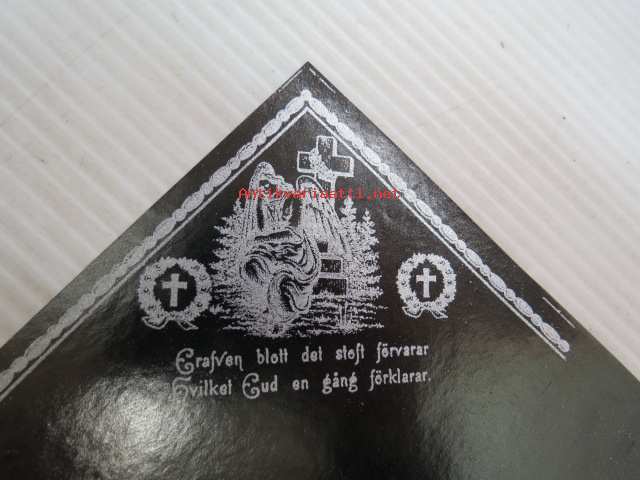 Antikvariaatti.net
Grafven blott det stoft förvarar
Hvilket Gud en gång förklarar.